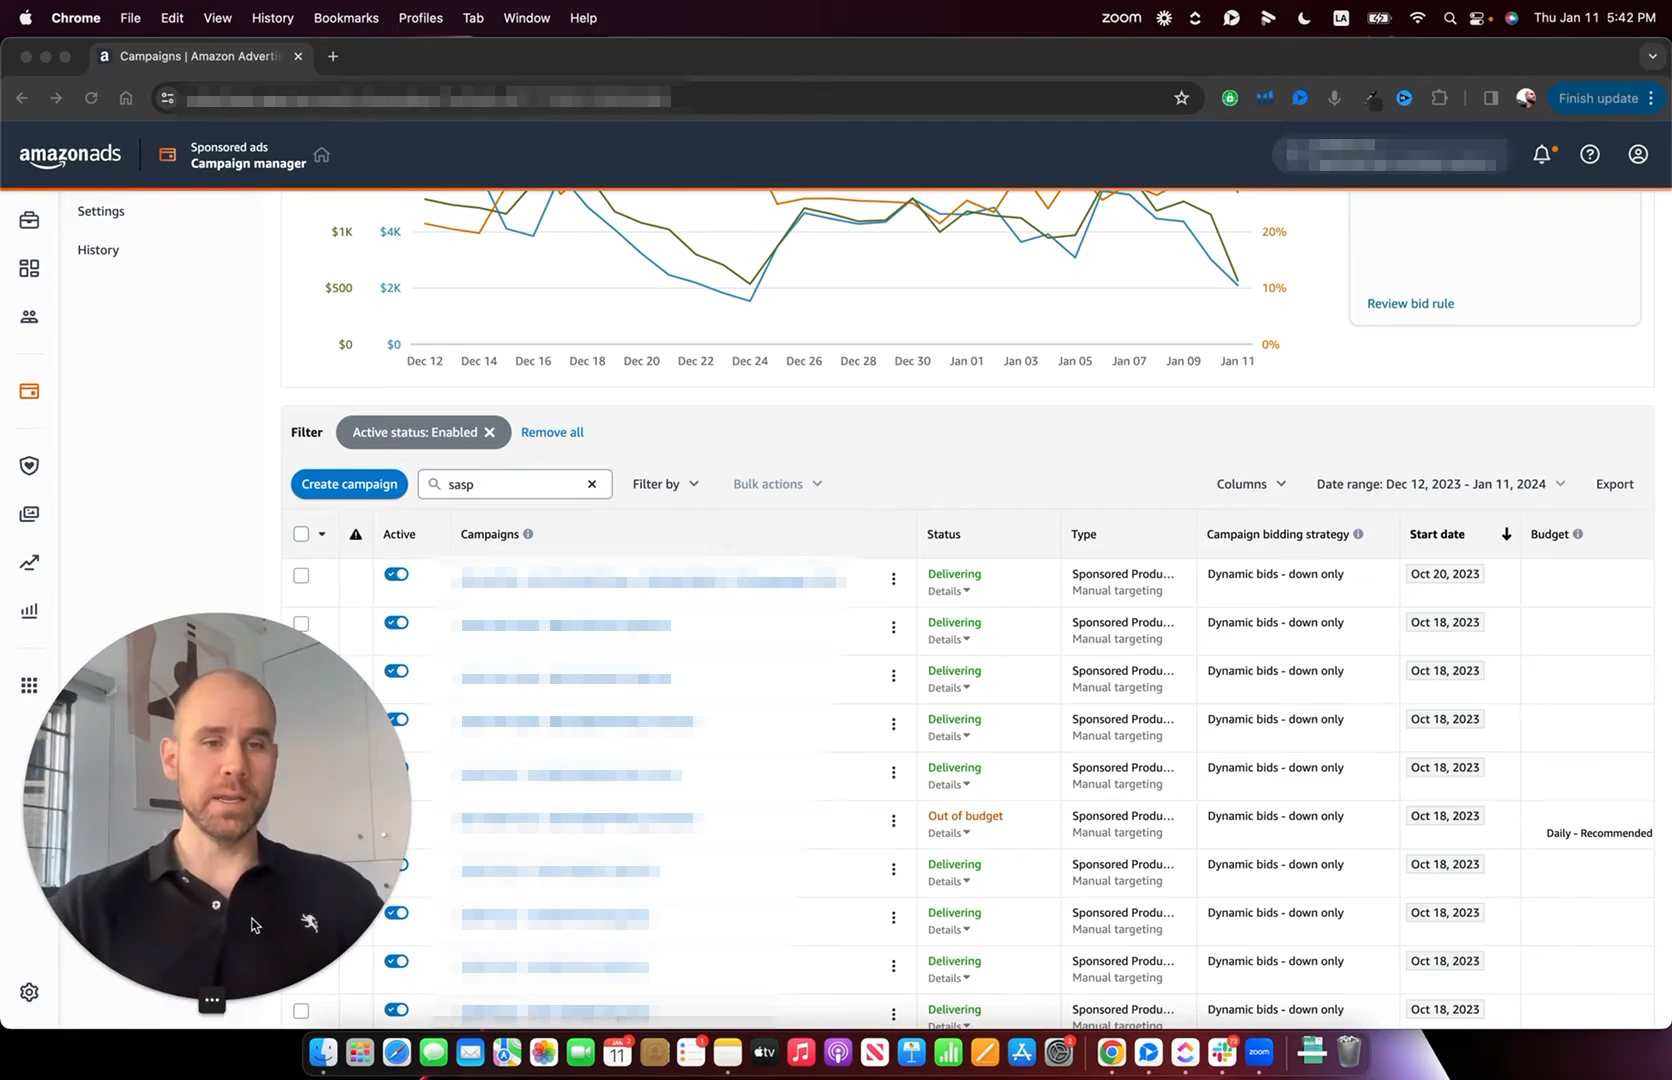 Chrome File Edit View History Bookmarks Profiles Tab Window Help
zoom LA Thu Jan 11 5:42 PM
a Campaigns | Amazon Adverti
Finish update
amazonads
Sponsored ads
Campaign manager
Settings
History
$1K $4K 20%
$500 $2K 10%
$0 $0 0%
Dec 12 Dec 14 Dec 16 Dec 18 Dec 20 Dec 22 Dec 24 Dec 26 Dec 28 Dec 30 Jan 01 Jan 03 Jan 05 Jan 07 Jan 09 Jan 11
Review bid rule
Filter Active status: Enabled Remove all
Create campaign sasp Filter by Bulk actions Columns Date range: Dec 12, 2023 - Jan 11, 2024 Export
Active Campaigns Status Type Campaign bidding strategy Start date Budget
Delivering Sponsored Produ... Dynamic bids - down only Oct 20, 2023
Details Manual targeting
Delivering Sponsored Produ... Dynamic bids - down only Oct 18, 2023
Details Manual targeting
Delivering Sponsored Produ... Dynamic bids - down only Oct 18, 2023
Details Manual targeting
Delivering Sponsored Produ... Dynamic bids - down only Oct 18, 2023
Details Manual targeting
Delivering Sponsored Produ... Dynamic bids - down only Oct 18, 2023
Details Manual targeting
Out of budget Sponsored Produ... Dynamic bids - down only Oct 18, 2023
Details Manual targeting Daily - Recommended
Delivering Sponsored Produ... Dynamic bids - down only Oct 18, 2023
Details Manual targeting
Delivering Sponsored Produ... Dynamic bids - down only Oct 18, 2023
Details Manual targeting
Delivering Sponsored Produ... Dynamic bids - down only Oct 18, 2023
Details Manual targeting
Delivering Sponsored Produ... Dynamic bids - down only Oct 18, 2023
Details Manual targeting
JAN
11
2
1
tv
2
73
zoom